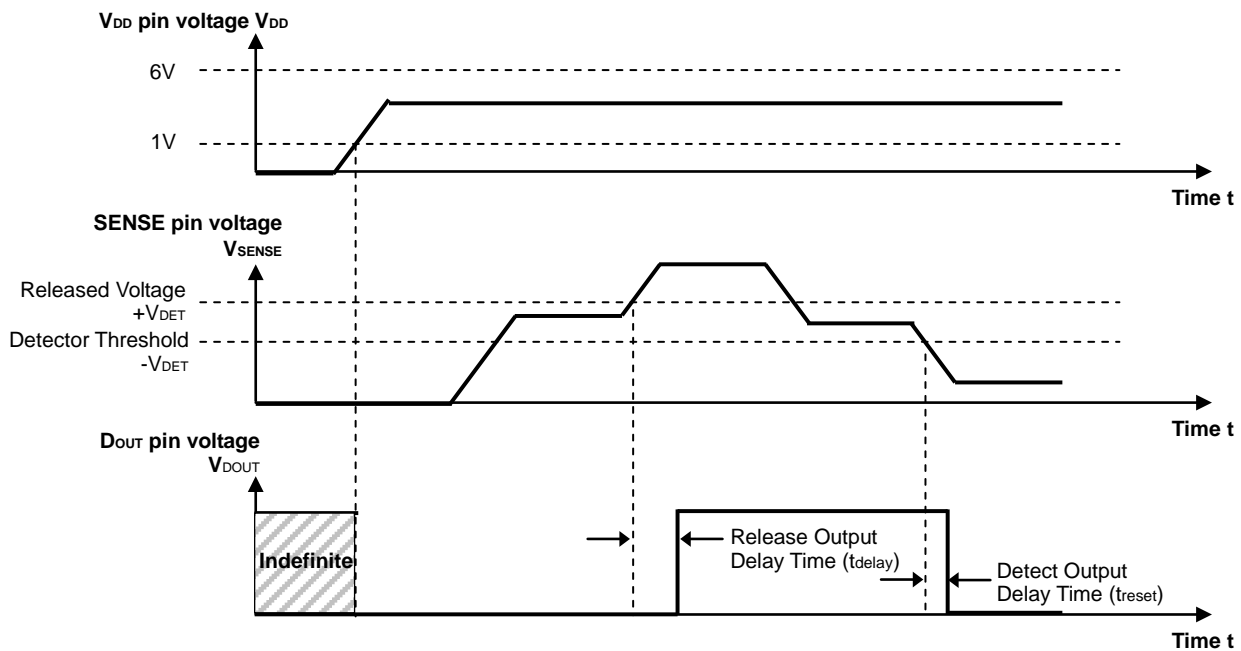 VDD pin voltage VDD
6V
1V
Time t
SENSE pin voltage
VSENSE
Released Voltage
+VDET
Detector Threshold
-VDET
Time t
DOUT pin voltage
VDOUT
Indefinite
Release Output
Delay Time (tdelay)
Detect Output
Delay Time (treset)
Time t